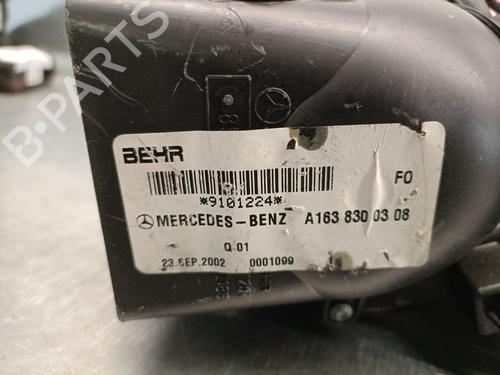 B-PARTS
BEHR
FO
*9101224*
MERCEDES-BENZ A163 830 03 08
Q 01
23.SEP.2002 0001099